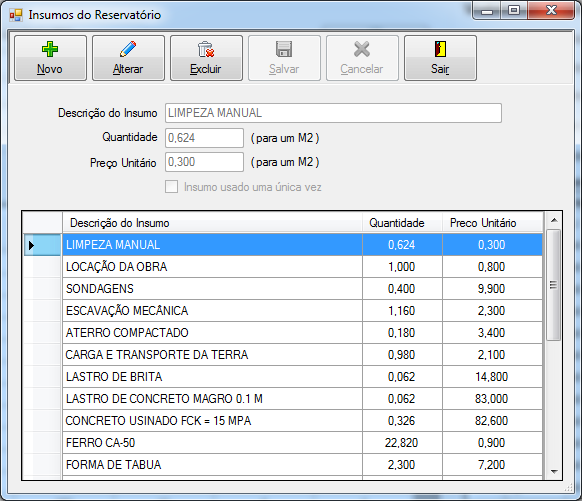 Insumos do Reservatório
Novo Alterar Excluir Salvar Cancelar Sair
Descrição do Insumo LIMPEZA MANUAL
Quantidade 0,624 ( para um M2 )
Preço Unitário 0,300 ( para um M2 )
Insumo usado uma única vez
Descrição do Insumo Quantidade Preco Unitário
LIMPEZA MANUAL 0,624 0,300
LOCAÇÃO DA OBRA 1,000 0,800
SONDAGENS 0,400 9,900
ESCAVAÇÃO MECÂNICA 1,160 2,300
ATERRO COMPACTADO 0,180 3,400
CARGA E TRANSPORTE DA TERRA 0,980 2,100
LASTRO DE BRITA 0,062 14,800
LASTRO DE CONCRETO MAGRO 0.1 M 0,062 83,000
CONCRETO USINADO FCK = 15 MPA 0,326 82,600
FERRO CA-50 22,820 0,900
FORMA DE TABUA 2,300 7,200